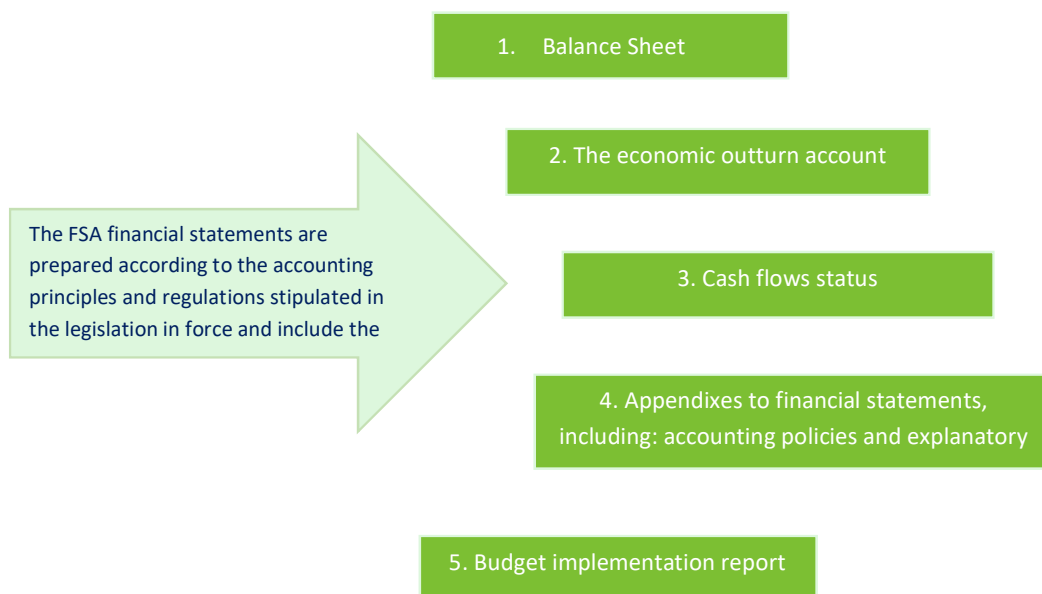 The FSA financial statements are
prepared according to the accounting
principles and regulations stipulated in
the legislation in force and include the
1. Balance Sheet
2. The economic outturn account
3. Cash flows status
4. Appendixes to financial statements,
including: accounting policies and explanatory
5. Budget implementation report